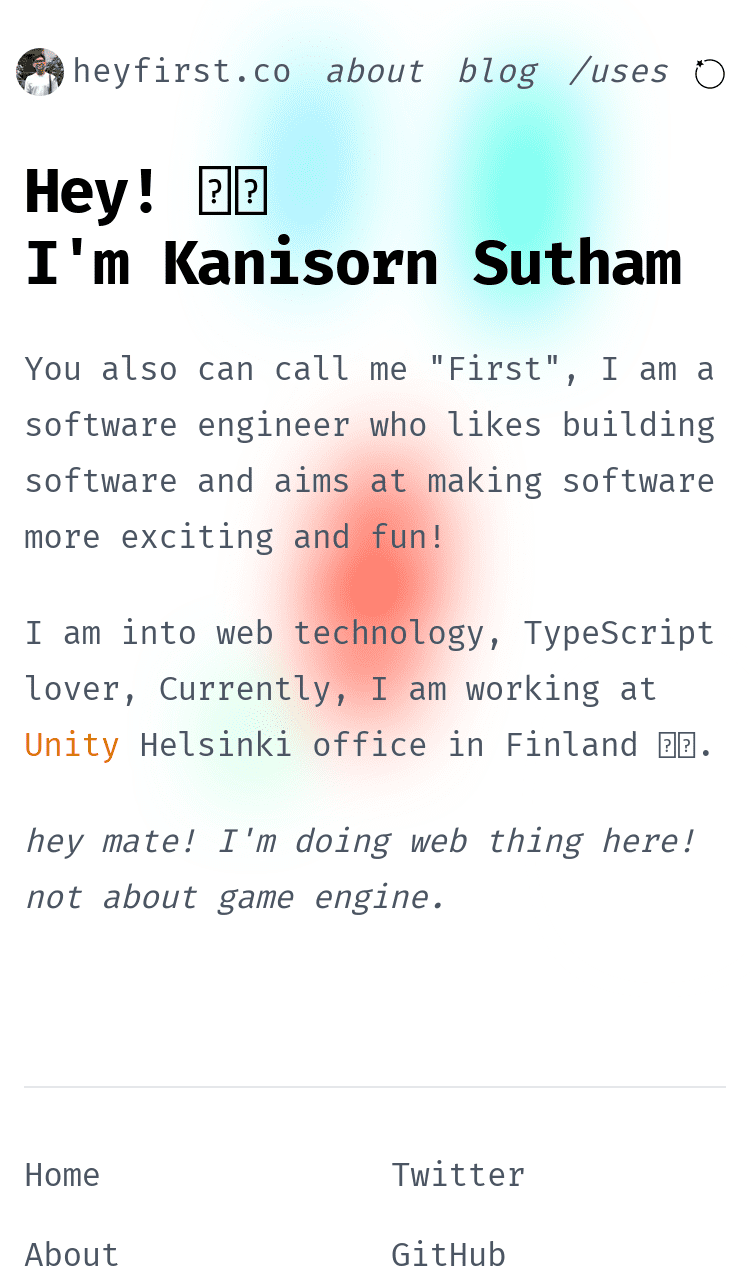 heyfirst.co about blog /uses
Hey!
I'm Kanisorn Sutham
You also can call me "First", I am a
software engineer who likes building
software and aims at making software
more exciting and fun!
I am into web technology, TypeScript
lover, Currently, I am working at
Unity Helsinki office in Finland .
hey mate! I'm doing web thing here!
not about game engine.
Home Twitter
About GitHub